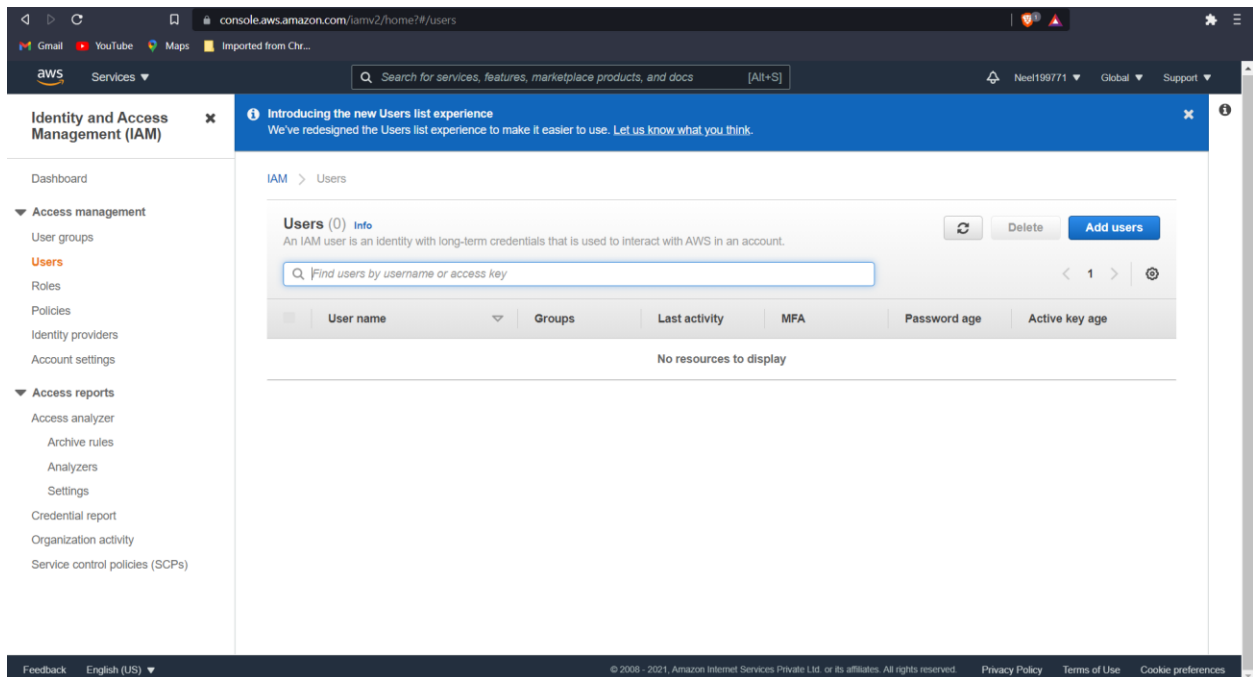 console.aws.amazon.com/iamv2/home?#/users
Gmail YouTube Maps Imported from Chr...
aws Services ▼ Search for services, features, marketplace products, and docs [Alt+S] Neel199771 ▼ Global ▼ Support ▼
Identity and Access
Management (IAM)
Dashboard
Access management
User groups
Users
Roles
Policies
Identity providers
Account settings
Access reports
Access analyzer
Archive rules
Analyzers
Settings
Credential report
Organization activity
Service control policies (SCPs)
Introducing the new Users list experience
We've redesigned the Users list experience to make it easier to use. Let us know what you think.
IAM > Users
Users (0) Info
An IAM user is an identity with long-term credentials that is used to interact with AWS in an account.
Delete Add users
Find users by username or access key
< 1 >
User name Groups Last activity MFA Password age Active key age
No resources to display
Feedback English (US) ▼ © 2008 - 2021, Amazon Internet Services Private Ltd. or its affiliates. All rights reserved. Privacy Policy Terms of Use Cookie preferences